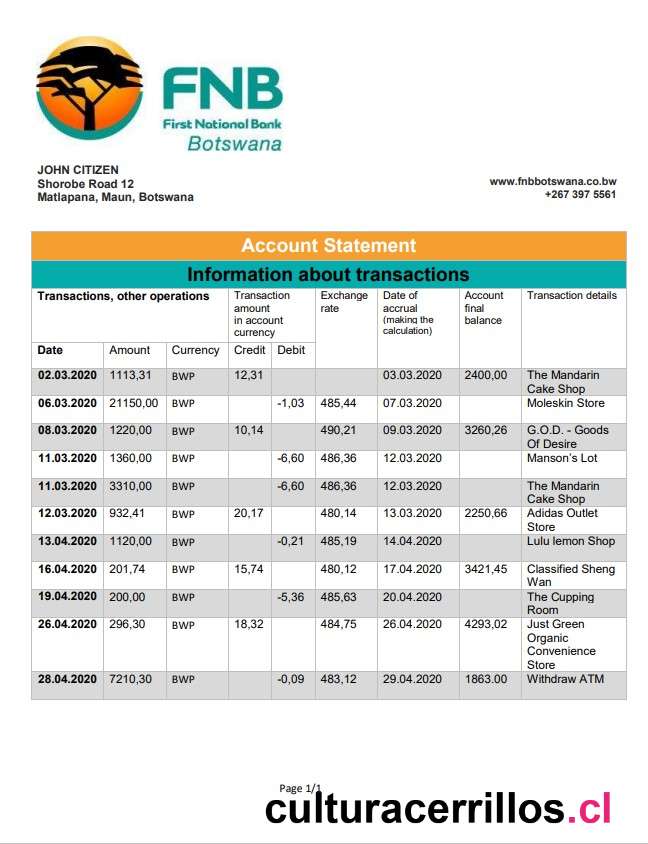 FNB
First National Bank
Botswana
JOHN CITIZEN
Shorobe Road 12
Matlapana, Maun, Botswana
www.fnbbotswana.co.bw
+267 397 5561
Account Statement
Information about transactions
Transactions, other operations Transaction amount in account currency Exchange rate Date of accrual (making the calculation) Account final balance Transaction details
Date Amount Currency Credit Debit
02.03.2020 1113,31 BWP 12,31 03.03.2020 2400,00 The Mandarin
Cake Shop
06.03.2020 21150,00 BWP -1,03 485,44 07.03.2020 Moleskin Store
08.03.2020 1220,00 BWP 10,14 490,21 09.03.2020 3260,26 G.O.D. - Goods
Of Desire
11.03.2020 1360,00 BWP -6,60 486,36 12.03.2020 Manson's Lot
11.03.2020 3310,00 BWP -6,60 486,36 12.03.2020 The Mandarin
Cake Shop
12.03.2020 932,41 BWP 20,17 480,14 13.03.2020 2250,66 Adidas Outlet
Store
13.04.2020 1120,00 BWP -0,21 485,19 14.04.2020 Lulu lemon Shop
16.04.2020 201,74 BWP 15,74 480,12 17.04.2020 3421,45 Classified Sheng
Wan
19.04.2020 200,00 BWP -5,36 485,63 20.04.2020 The Cupping
Room
26.04.2020 296,30 BWP 18,32 484,75 26.04.2020 4293,02 Just Green
Organic
Convenience
Store
28.04.2020 7210,30 BWP -0,09 483,12 29.04.2020 1863.00 Withdraw ATM
Page 1/1
culturacerrillos.cl